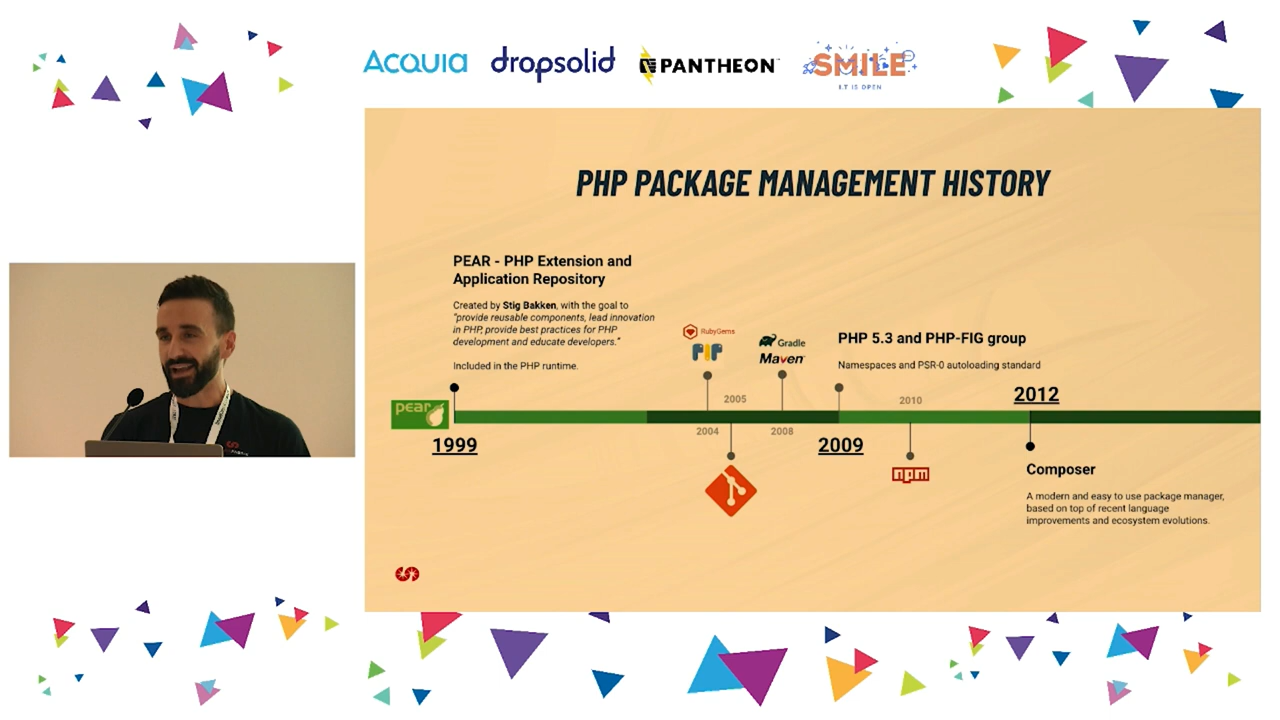 ACQUIA dropsolid PANTHEON SMILE
I.T IS OPEN
PHP PACKAGE MANAGEMENT HISTORY
PEAR - PHP Extension and
Application Repository
Created by Stig Bakken, with the goal to
"provide reusable components, lead innovation
in PHP, provide best practices for PHP
development and educate developers."
Included in the PHP runtime.
RubyGems
PIP
Gradle
Maven
PHP 5.3 and PHP-FIG group
Namespaces and PSR-0 autoloading standard
pear
2005
2010
2012
1999
2004
2008
2009
npm
Composer
A modern and easy to use package manager,
based on top of recent language
improvements and ecosystem evolutions.